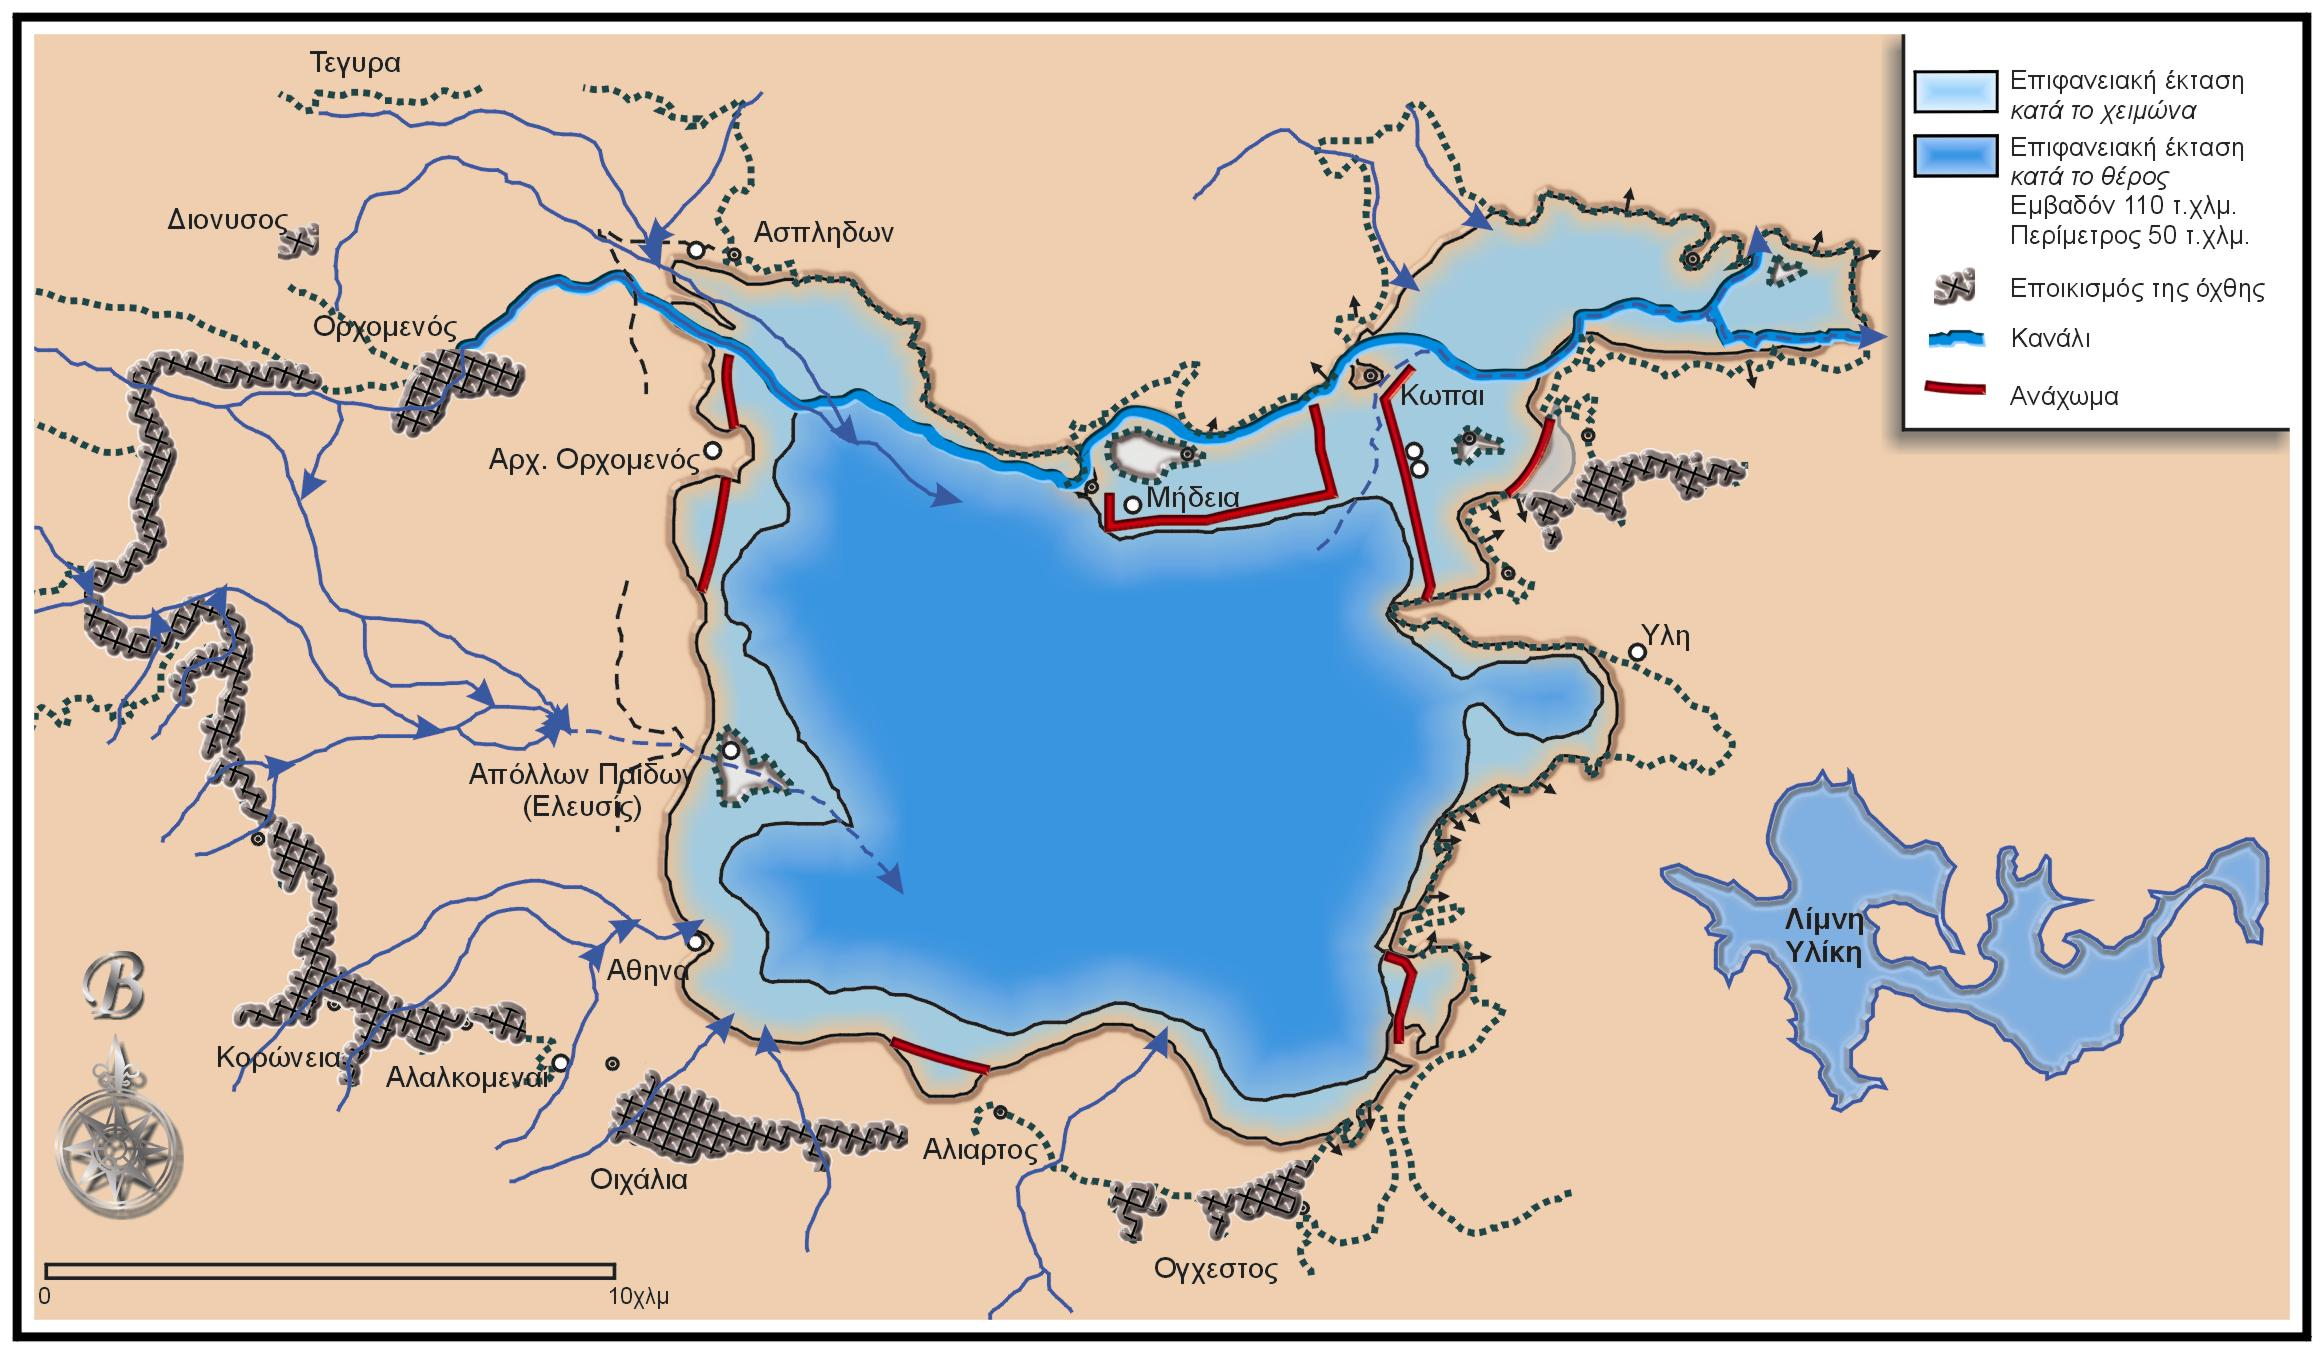 Τεγυρα
Επιφανειακή έκταση
κατά το χειμώνα
Επιφανειακή έκταση
κατά το θέρος
Εμβαδόν 110 τ.χλμ.
Περίμετρος 50 τ.χλμ.
Εποικισμός της όχθης
Κανάλι
Ανάχωμα
Διονυσος
Ασπληδων
Ορχομενός
Κωπαι
Αρχ. Ορχομενός
Μήδεια
Υλη
Απόλλων Παίδων
(Ελευσίς)
Λίμνη
Υλίκη
Αθηνα
Β
Κορώνεια
Αλαλκομεναί
Αλιαρτος
Οιχάλια
Ογχεστος
0
10χλμ